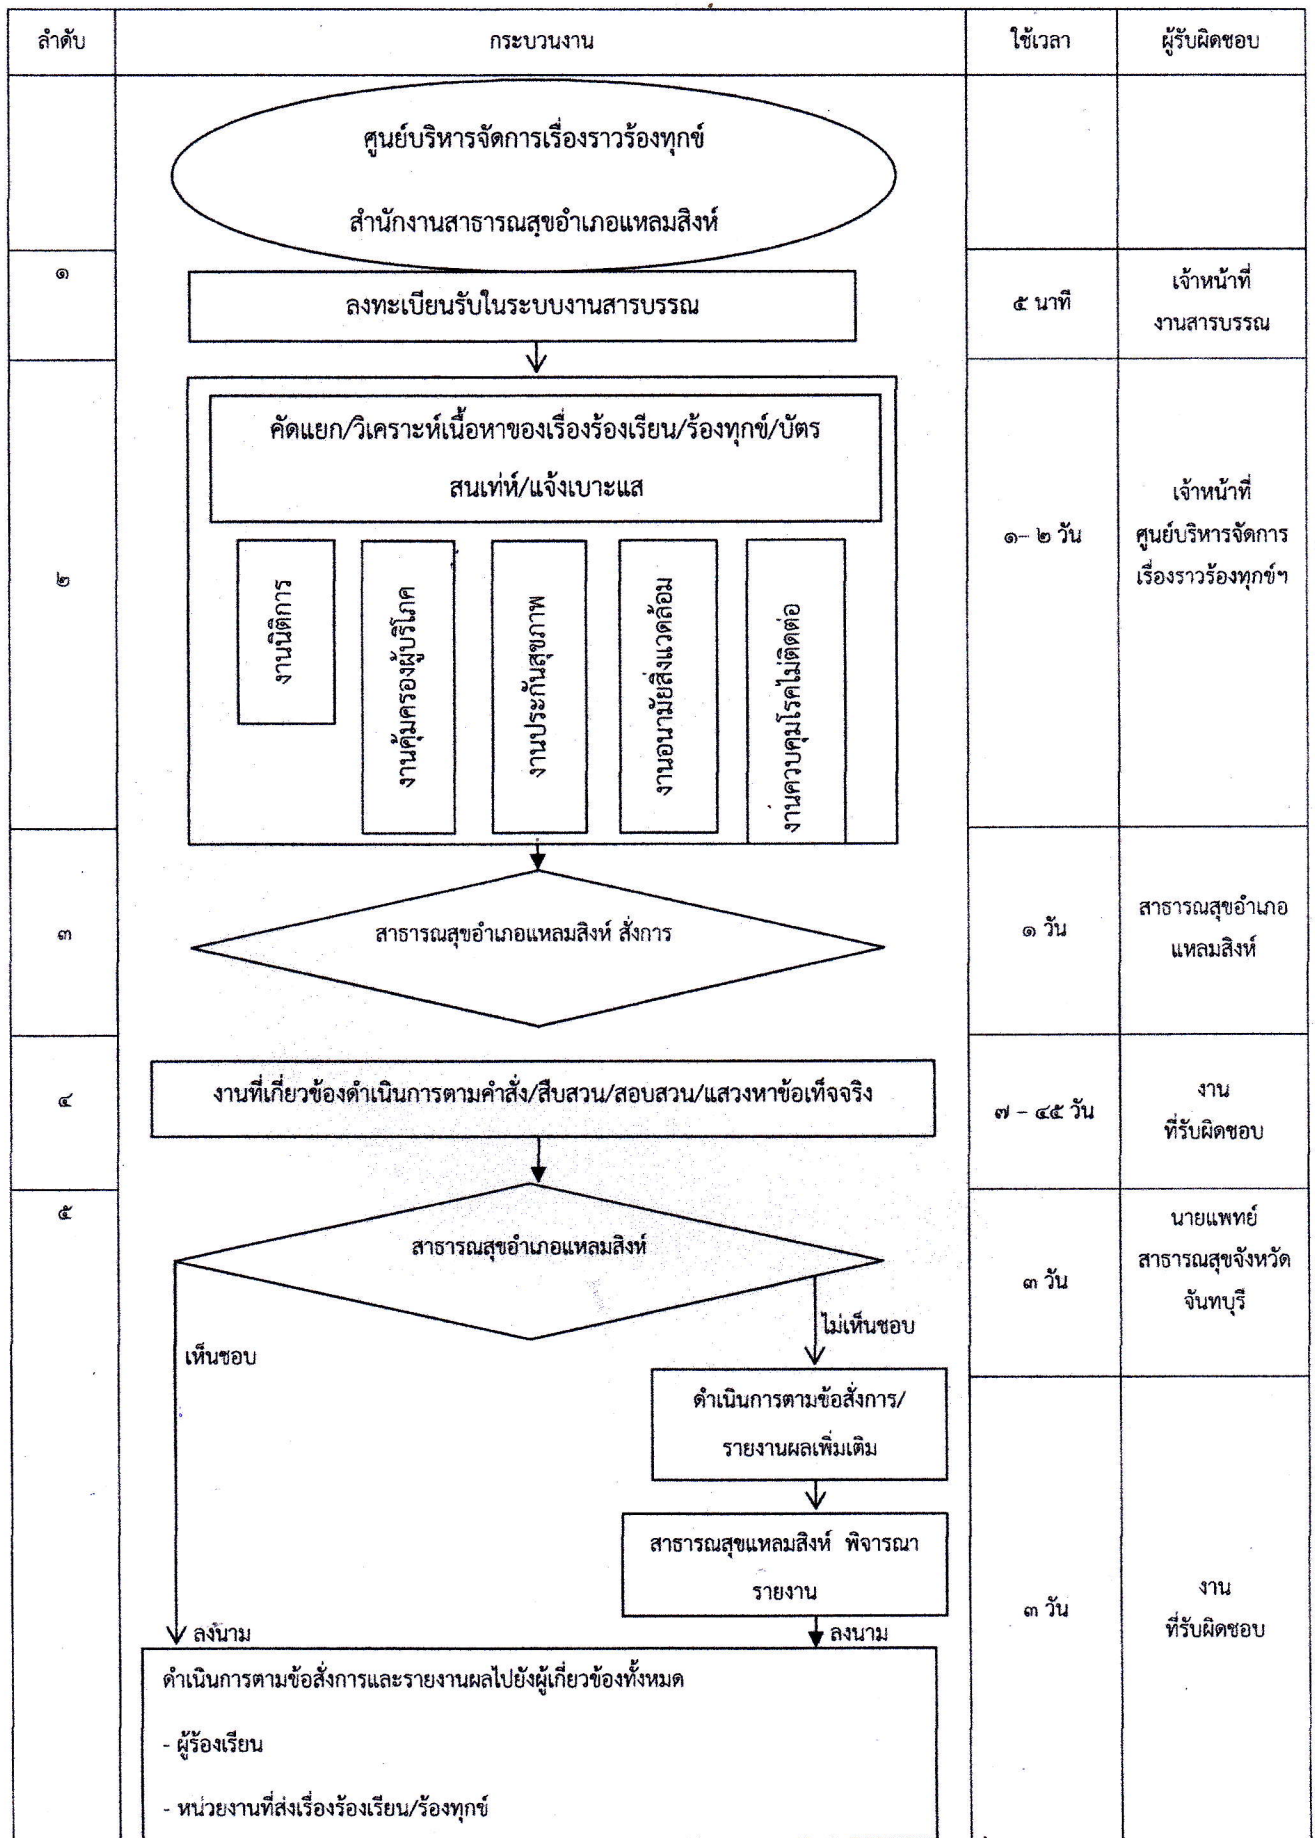 ลำดับ
กระบวนงาน
ใช้เวลา
ผู้รับผิดชอบ
ศูนย์บริหารจัดการเรื่องราวร้องทุกข์
สำนักงานสาธารณสุขอำเภอแหลมสิงห์
๑
ลงทะเบียนรับในระบบงานสารบรรณ
๕ นาที
เจ้าหน้าที่
งานสารบรรณ
๒
คัดแยก/วิเคราะห์เนื้อหาของเรื่องร้องเรียน/ร้องทุกข์/บัตร
สนเท่ห์/แจ้งเบาะแส
งานนิติการ
งานคุ้มครองผู้บริโภค
งานประกันสุขภาพ
งานอนามัยสิ่งแวดล้อม
งานควบคุมโรคไม่ติดต่อ
๑– ๒ วัน
เจ้าหน้าที่
ศูนย์บริหารจัดการ
เรื่องราวร้องทุกข์ฯ
๓
สาธารณสุขอำเภอแหลมสิงห์ สั่งการ
๑ วัน
สาธารณสุขอำเภอ
แหลมสิงห์
๔
งานที่เกี่ยวข้องดำเนินการตามคำสั่ง/สืบสวน/สอบสวน/แสวงหาข้อเท็จจริง
๗ – ๔๕ วัน
งาน
ที่รับผิดชอบ
๕
สาธารณสุขอำเภอแหลมสิงห์
๓ วัน
นายแพทย์
สาธารณสุขจังหวัด
จันทบุรี
เห็นชอบ
ไม่เห็นชอบ
ดำเนินการตามข้อสั่งการ/
รายงานผลเพิ่มเติม
สาธารณสุขแหลมสิงห์ พิจารณา
รายงาน
๓ วัน
งาน
ที่รับผิดชอบ
ลงนาม
ลงนาม
ดำเนินการตามข้อสั่งการและรายงานผลไปยังผู้เกี่ยวข้องทั้งหมด
- ผู้ร้องเรียน
- หน่วยงานที่ส่งเรื่องร้องเรียน/ร้องทุกข์